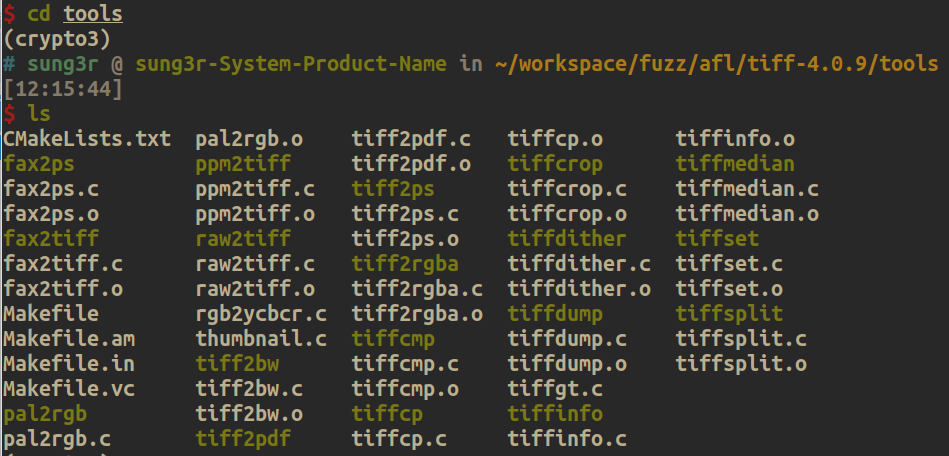 $ cd tools
(crypto3)
# sung3r @ sung3r-System-Product-Name in ~/workspace/fuzz/afl/tiff-4.0.9/tools
[12:15:44]
$ ls
CMakeLists.txt pal2rgb.o tiff2pdf.c tiffcp.o tiffinfo.o
fax2ps ppm2tiff tiff2pdf.o tiffcrop tiffmedian
fax2ps.c ppm2tiff.c tiff2ps tiffcrop.c tiffmedian.c
fax2ps.o ppm2tiff.o tiff2ps.c tiffcrop.o tiffmedian.o
fax2tiff raw2tiff tiff2ps.o tiffdither tiffset
fax2tiff.c raw2tiff.c tiff2rgba tiffdither.c tiffset.c
fax2tiff.o raw2tiff.o tiff2rgba.c tiffdither.o tiffset.o
Makefile rgb2ycbcr.c tiff2rgba.o tiffdump tiffsplit
Makefile.am thumbnail.c tiffcmp tiffdump.c tiffsplit.c
Makefile.in tiff2bw tiffcmp.c tiffdump.o tiffsplit.o
Makefile.vc tiff2bw.c tiffcmp.o tiffgt.c
pal2rgb tiff2bw.o tiffcp tiffinfo
pal2rgb.c tiff2pdf tiffcp.c tiffinfo.c